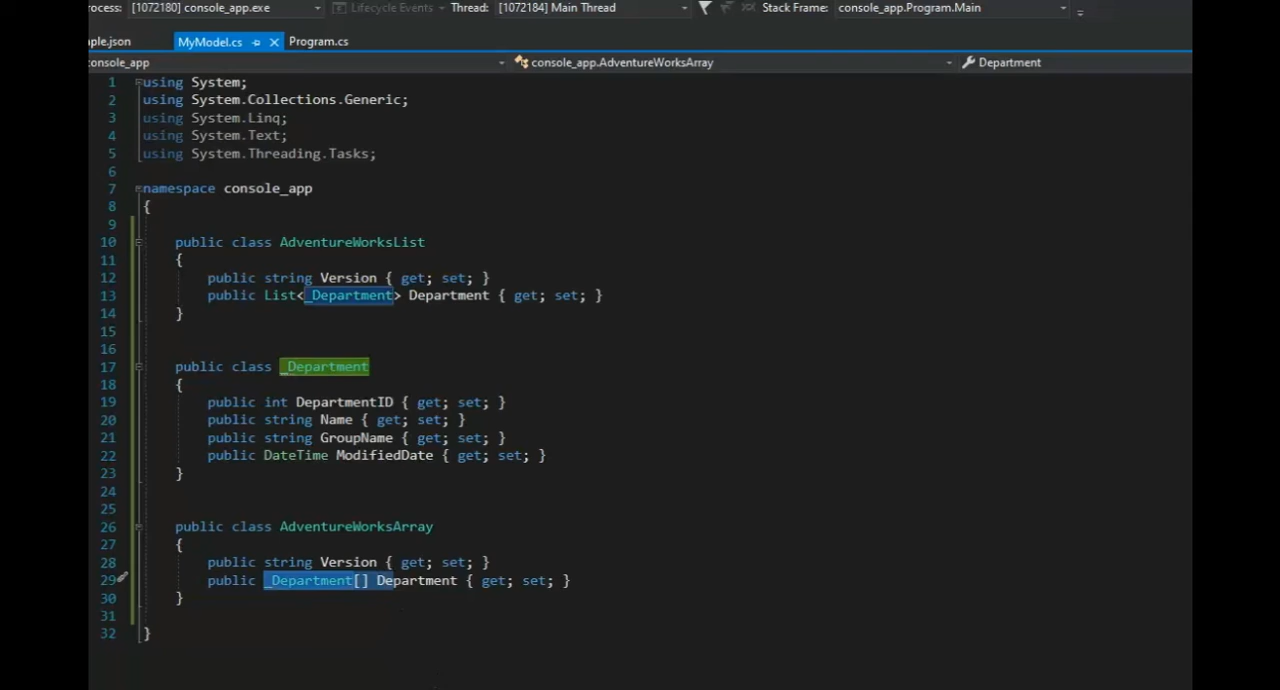 rocess: [1072180] console_app.exe Lifecycle Events Thread: [1072184] Main Thread Stack Frame: console_app.Program.Main
ple.json MyModel.cs Program.cs
console_app console_app.AdventureWorksArray Department
1 using System;
2 using System.Collections.Generic;
3 using System.Linq;
4 using System.Text;
5 using System.Threading.Tasks;
6
7 namespace console_app
8 {
9
10 public class AdventureWorksList
11 {
12 public string Version { get; set; }
13 public List<_Department> Department { get; set; }
14 }
15
16
17 public class _Department
18 {
19 public int DepartmentID { get; set; }
20 public string Name { get; set; }
21 public string GroupName { get; set; }
22 public DateTime ModifiedDate { get; set; }
23 }
24
25
26 public class AdventureWorksArray
27 {
28 public string Version { get; set; }
29 public _Department[] Department { get; set; }
30 }
31
32 }